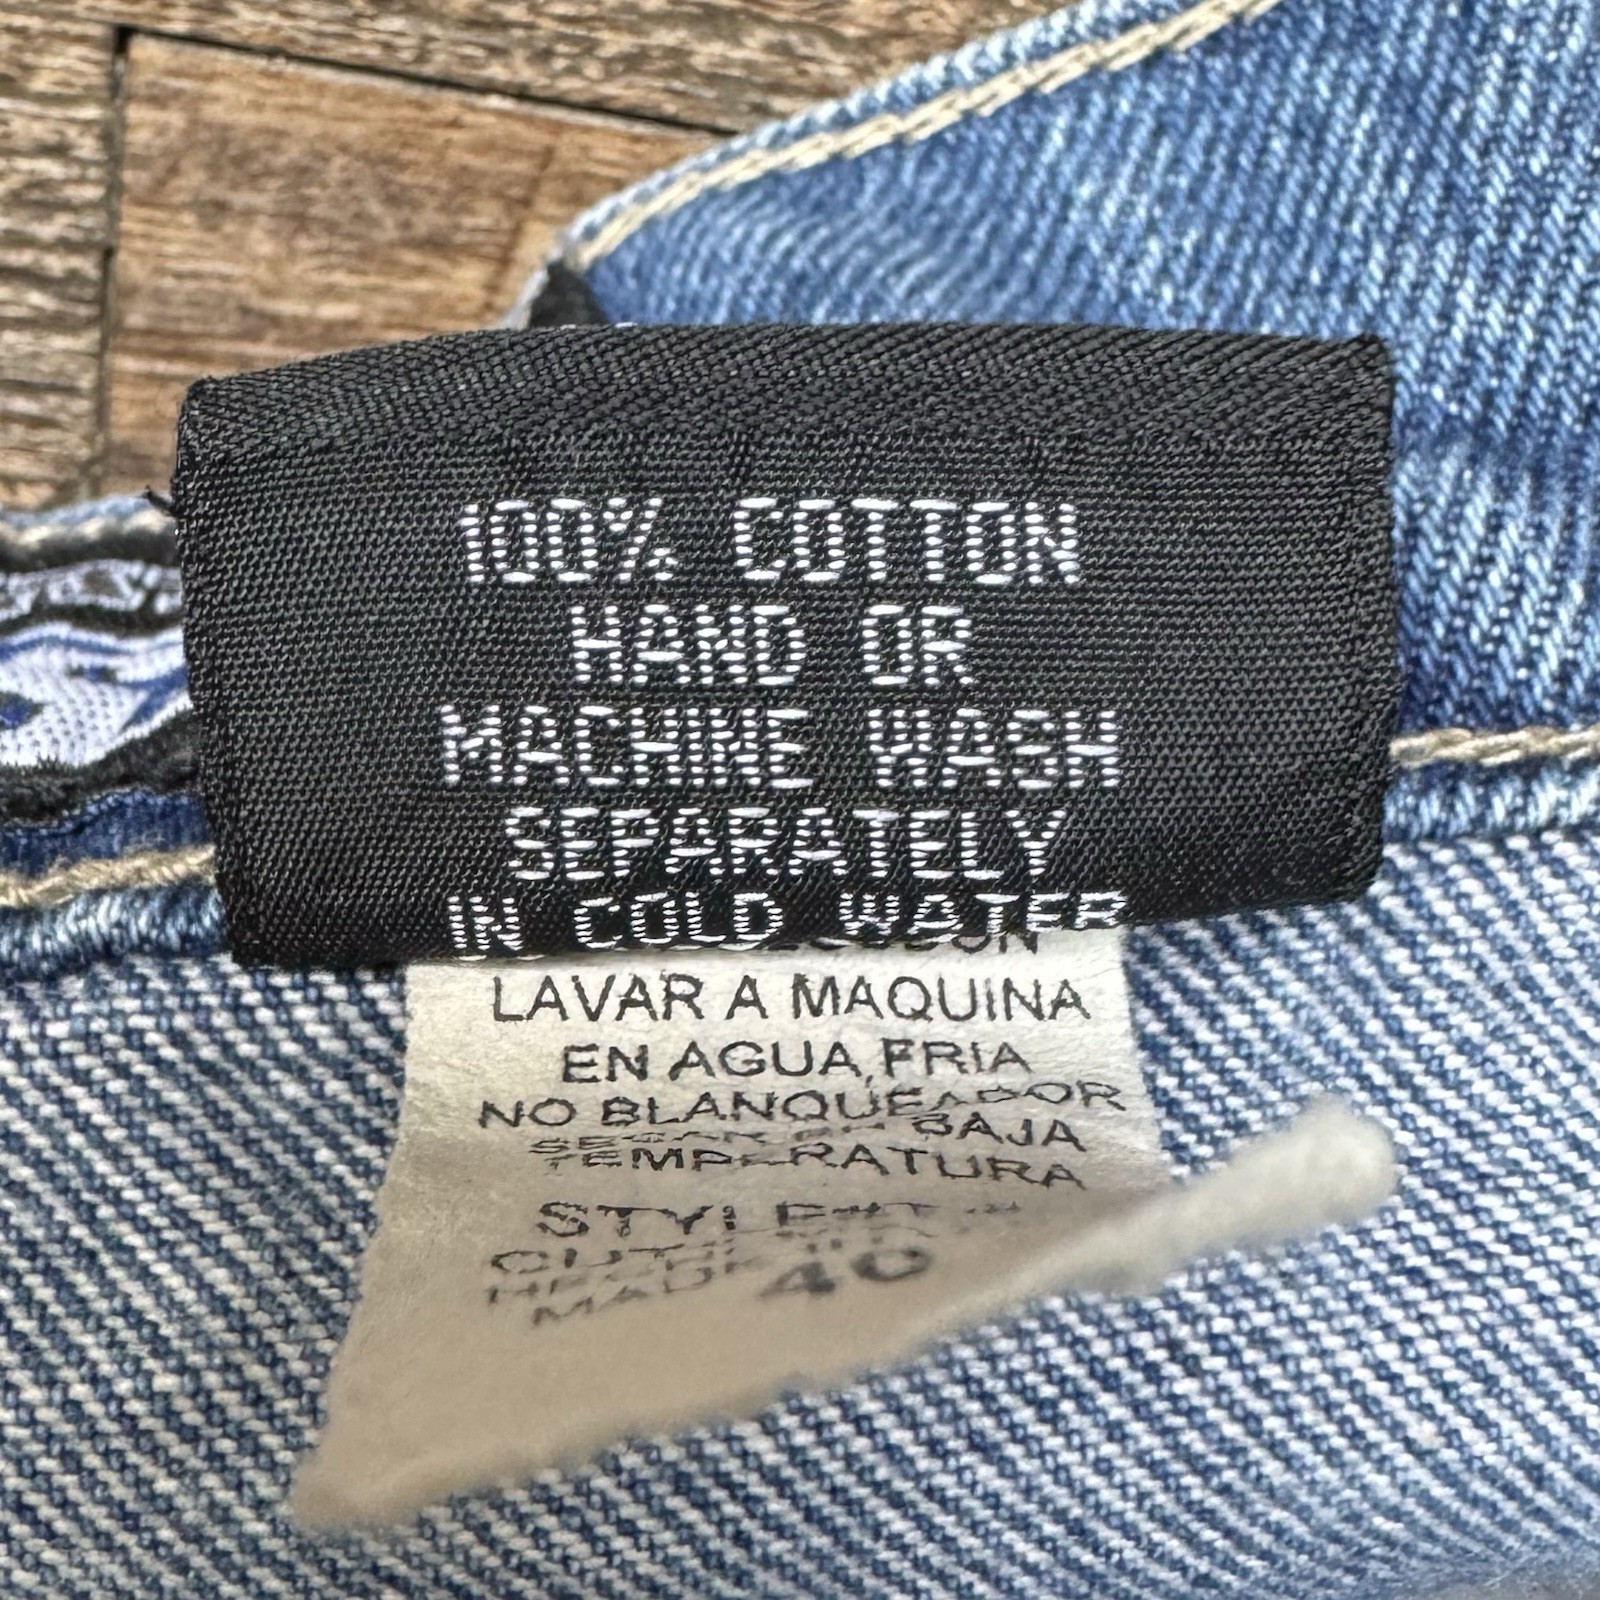 100% COTTON
HAND OR
MACHINE WASH
SEPARATELY
IN COLD WATER
LAVAR A MAQUINA
EN AGUA FRIA
NO BLANQUEADOR
BAJA
TEMPERATURA
STYLE#
40